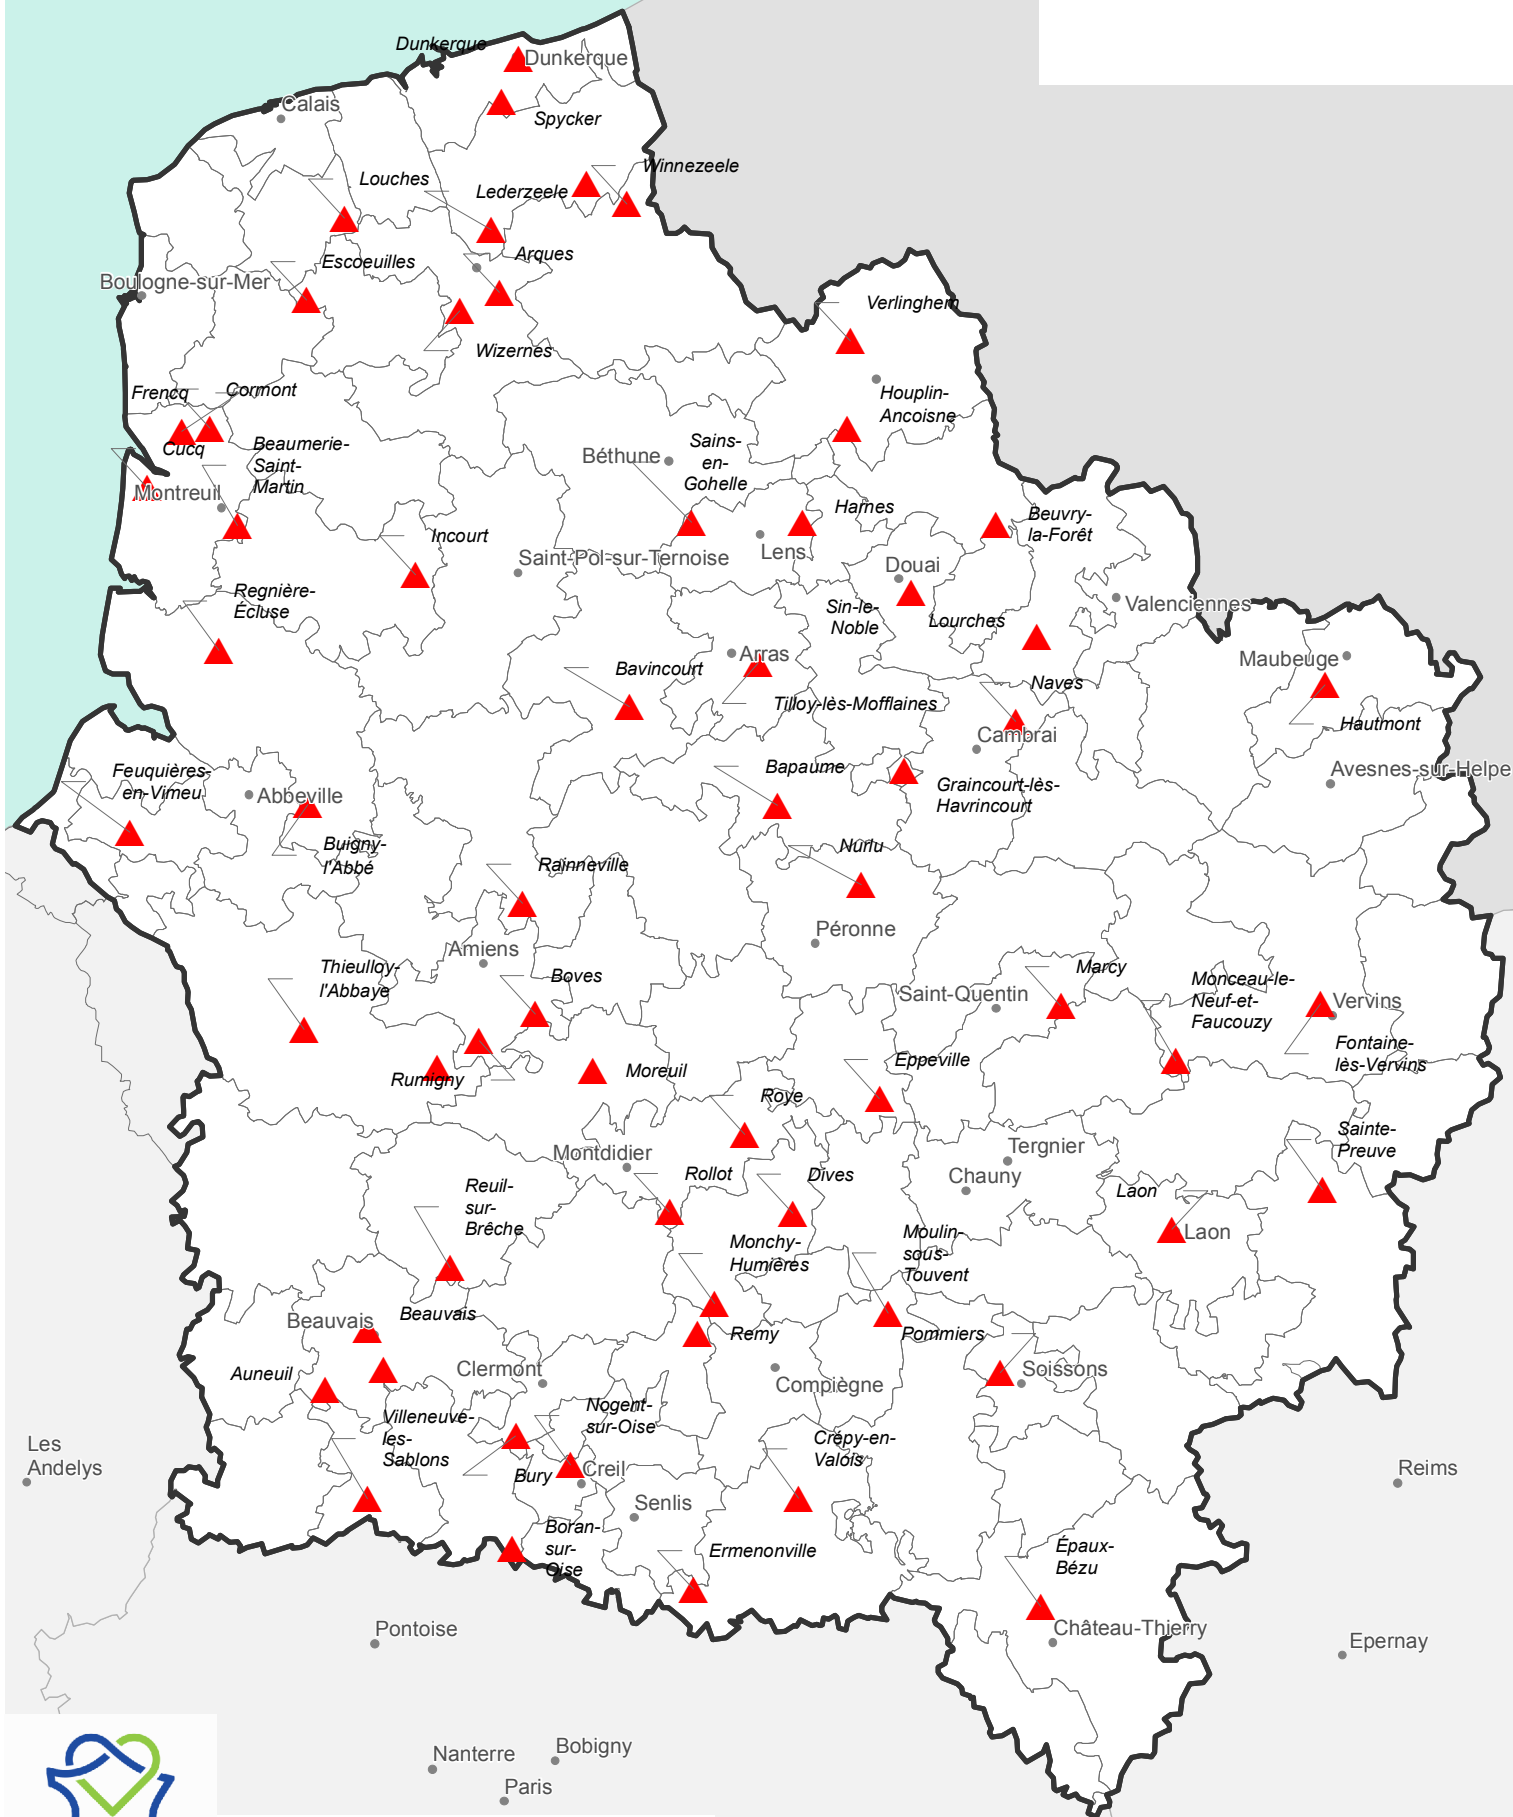 Dunkerque
Dunkerque
Calais
Spycker
Winnezeele
Louches
Lederzeele
Arques
Escoeuilles
Boulogne-sur-Mer
Verlinghem
Wizernes
Frencq
Cormont
Houplin-
Ancoisne
Cucq
Beaumerie-
Saint-
Martin
Béthune
Sains-
en-
Gohelle
Montreuil
Harnes
Beuvry-
la-Forêt
Incourt
Lens
Saint-Pol-sur-Ternoise
Douai
Regnière-
Écluse
Sin-le-
Noble
Lourches
Valenciennes
Arras
Maubeuge
Bavincourt
Naves
Tilloy-lès-Mofflaines
Hautmont
Cambrai
Feuquières-
en-Vimeu
Bapaume
Avesnes-sur-Helpe
Abbeville
Graincourt-lès-
Havrincourt
Buigny-
l'Abbé
Nurlu
Rainneville
Péronne
Amiens
Thieulloy-
l'Abbaye
Boves
Marcy
Monceau-le-
Neuf-et-
Faucouzy
Saint-Quentin
Vervins
Fontaine-
lès-Vervins
Rumigny
Moreuil
Eppeville
Roye
Sainte-
Preuve
Montdidier
Tergnier
Chauny
Rollot
Dives
Laon
Laon
Reuil-
sur-
Brêche
Monchy-
Humières
Moulin-
sous-
Touvent
Beauvais
Beauvais
Remy
Pommiers
Auneuil
Clermont
Compiègne
Soissons
Villeneuve-
les-
Sablons
Nogent-
sur-Oise
Crépy-en-
Valois
Les
Andelys
Bury
Creil
Reims
Senlis
Boran-
sur-
Oise
Ermenonville
Épaux-
Bézu
Château-Thierry
Pontoise
Epernay
Nanterre
Bobigny
Paris